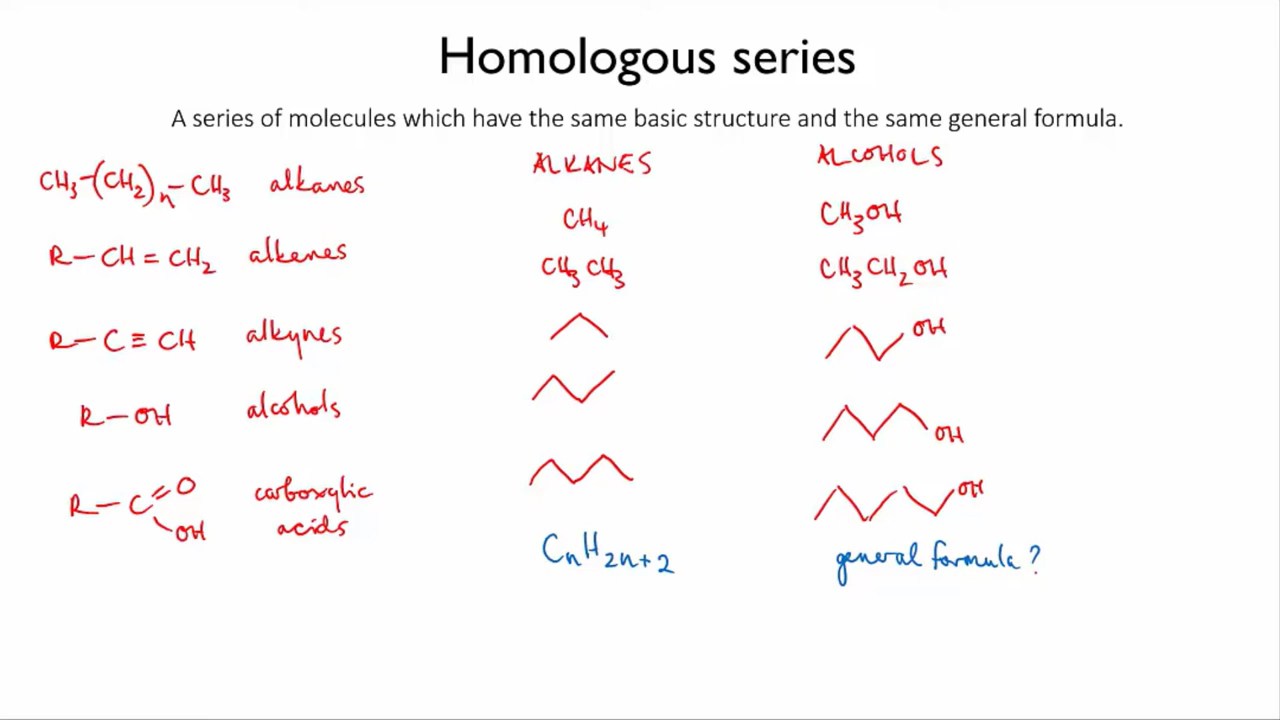 Homologous series
A series of molecules which have the same basic structure and the same general formula.
CH₃-(CH₂)ₙ-CH₃ alkanes
R-CH=CH₂ alkenes
R-C≡CH alkynes
R-OH alcohols
R-C=O
OH
carboxylic
acids
ALKANES
CH₄
CH₃CH₃
CₙH₂ₙ₊₂
ALCOHOLS
CH₃OH
CH₃CH₂OH
OH
OH
OH
general formula?